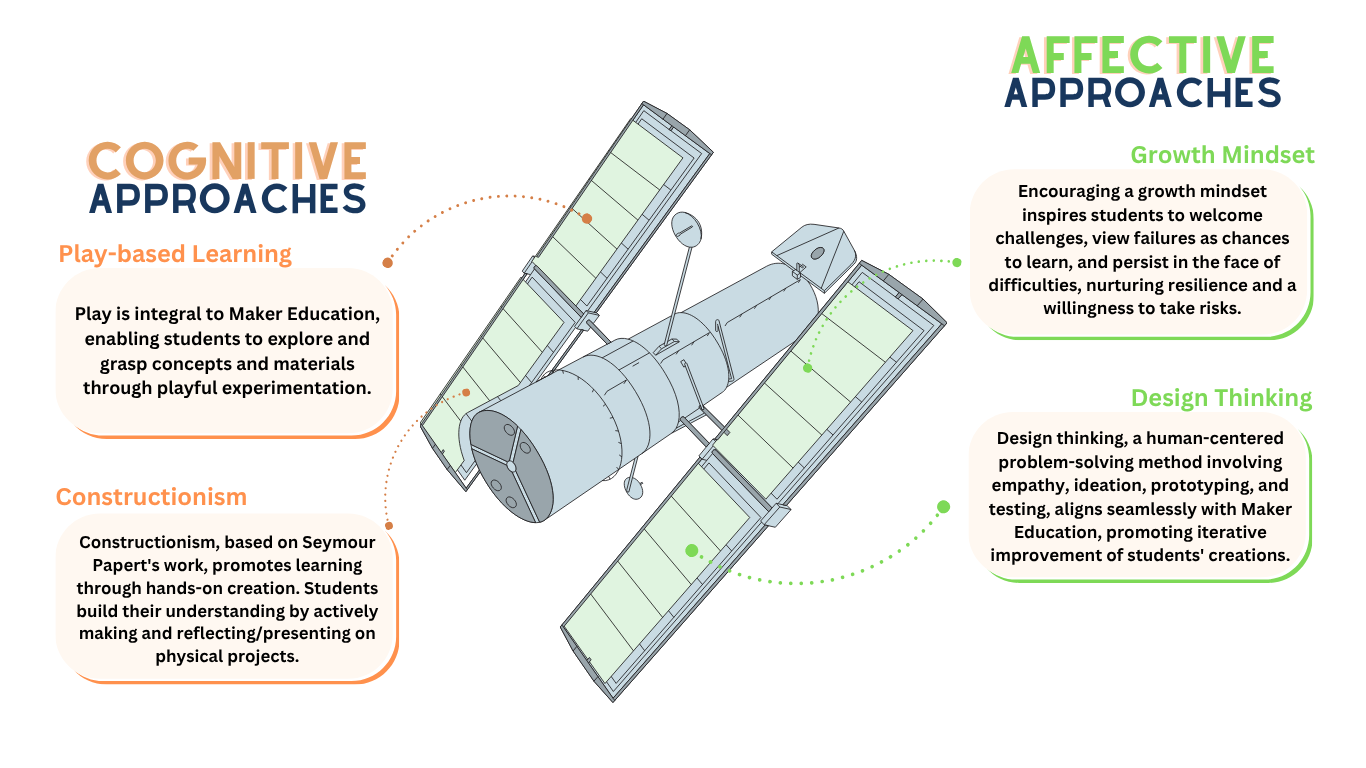 COGNITIVE
APPROACHES
Play-based Learning
Play is integral to Maker Education,
enabling students to explore and
grasp concepts and materials
through playful experimentation.
Constructionism
Constructionism, based on Seymour
Papert's work, promotes learning
through hands-on creation. Students
build their understanding by actively
making and reflecting/presenting on
physical projects.
AFFECTIVE
APPROACHES
Growth Mindset
Encouraging a growth mindset
inspires students to welcome
challenges, view failures as chances
to learn, and persist in the face of
difficulties, nurturing resilience and a
willingness to take risks.
Design Thinking
Design thinking, a human-centered
problem-solving method involving
empathy, ideation, prototyping, and
testing, aligns seamlessly with Maker
Education, promoting iterative
improvement of students' creations.